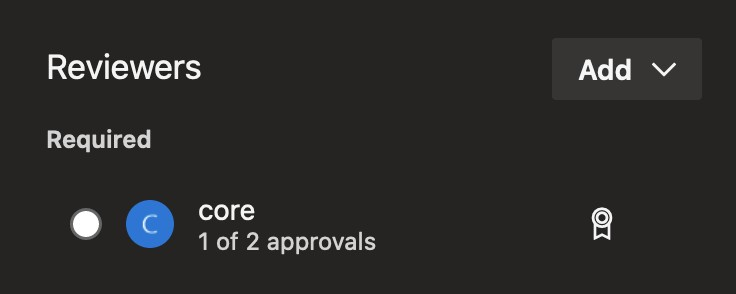 Reviewers
Add
Required
C
core
1 of 2 approvals